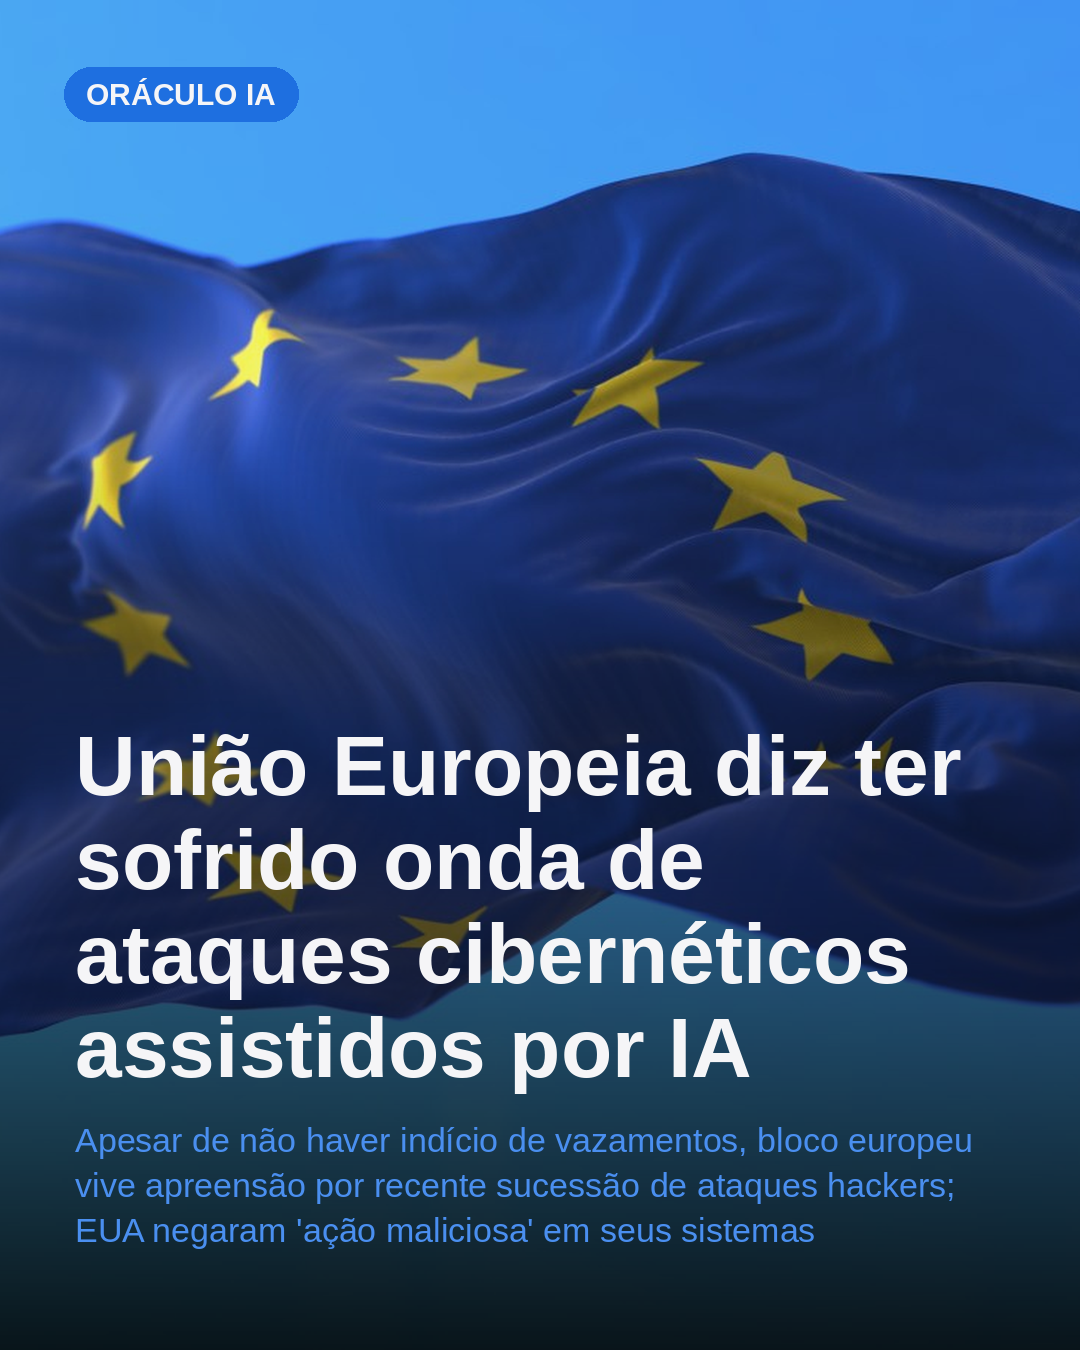 ORÁCULO IA
União Europeia diz ter
sofrido onda de
ataques cibernéticos
assistidos por IA
Apesar de não haver indício de vazamentos, bloco europeu
vive apreensão por recente sucessão de ataques hackers;
EUA negaram 'ação maliciosa' em seus sistemas